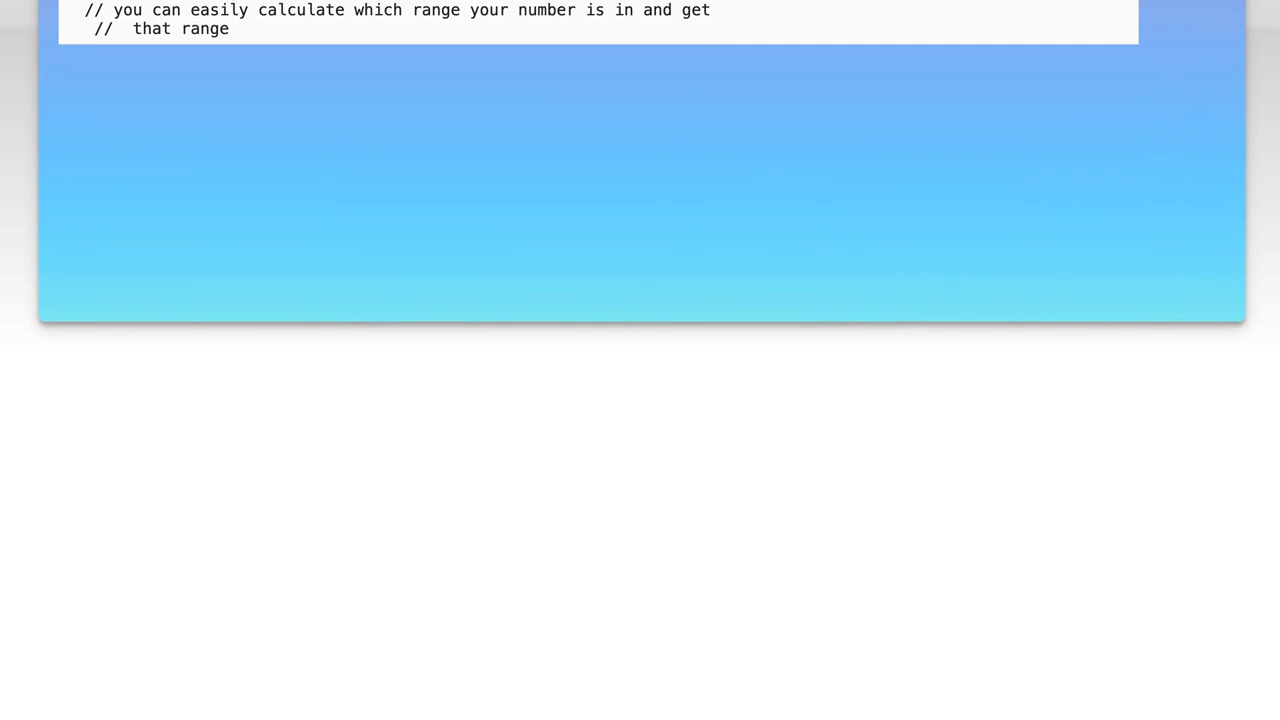 // you can easily calculate which range your number is in and get
//  that range